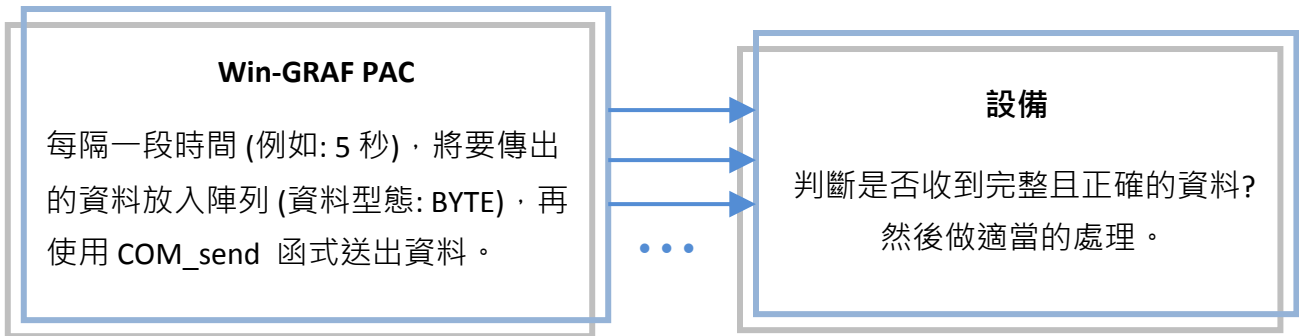 Win-GRAF PAC
每隔一段時間 (例如: 5 秒)，將要傳出
的資料放入陣列 (資料型態: BYTE)，再
使用 COM_send 函式送出資料。
設備
判斷是否收到完整且正確的資料?
然後做適當的處理。